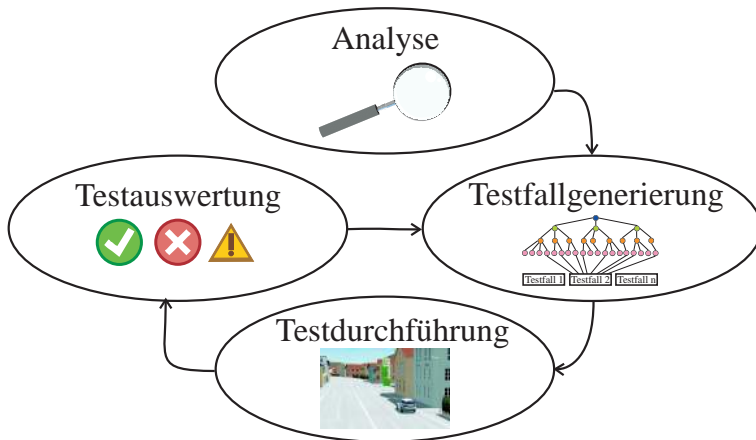 Analyse
Testauswertung
Testfallgenerierung
Testfall 1
Testfall 2
Testfall n
Testdurchführung